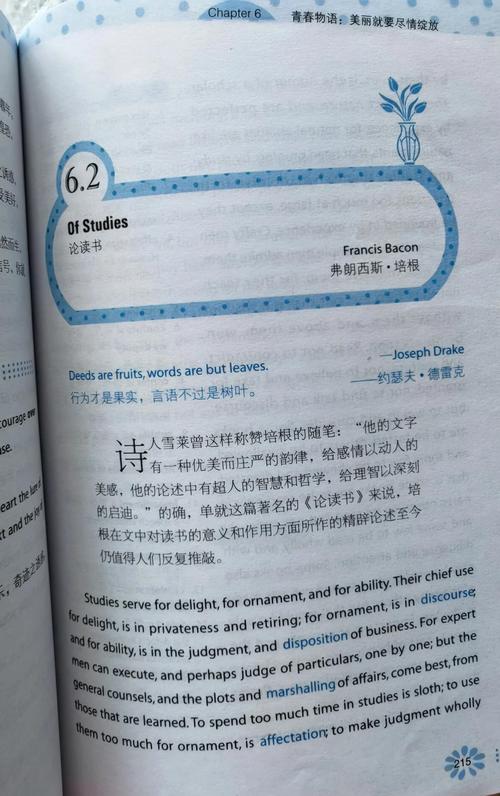 Chapter 6
青春物语：美丽就要尽情绽放
6.2
Of Studies
论读书
Francis Bacon
弗朗西斯·培根
Deeds are fruits, words are but leaves.
—Joseph Drake
行为才是果实，言语不过是树叶。
——约瑟夫·德雷克
诗人雪莱曾这样称赞培根的随笔：“他的文字
有一种优美而庄严的韵律，给感情以动人的
美感，他的论述中有超人的智慧和哲学，给理智以深刻
的启迪。”的确，单就这篇著名的《论读书》来说，培
根在文中对读书的意义和作用方面所作的精辟论述至今
仍值得人们反复推敲。
Studies serve for delight, for ornament, and for ability. Their chief use
for delight, is in privateness and retiring; for ornament, is in discourse;
and for ability, is in the judgment, and disposition of business. For expert
men can execute, and perhaps judge of particulars, one by one; but the
general counsels, and the plots and marshalling of affairs, come best, from
those that are learned. To spend too much time in studies is sloth; to use
them too much for ornament, is affectation; to make judgment wholly
215
courage over
ss.
eart the lure
xt and the joy